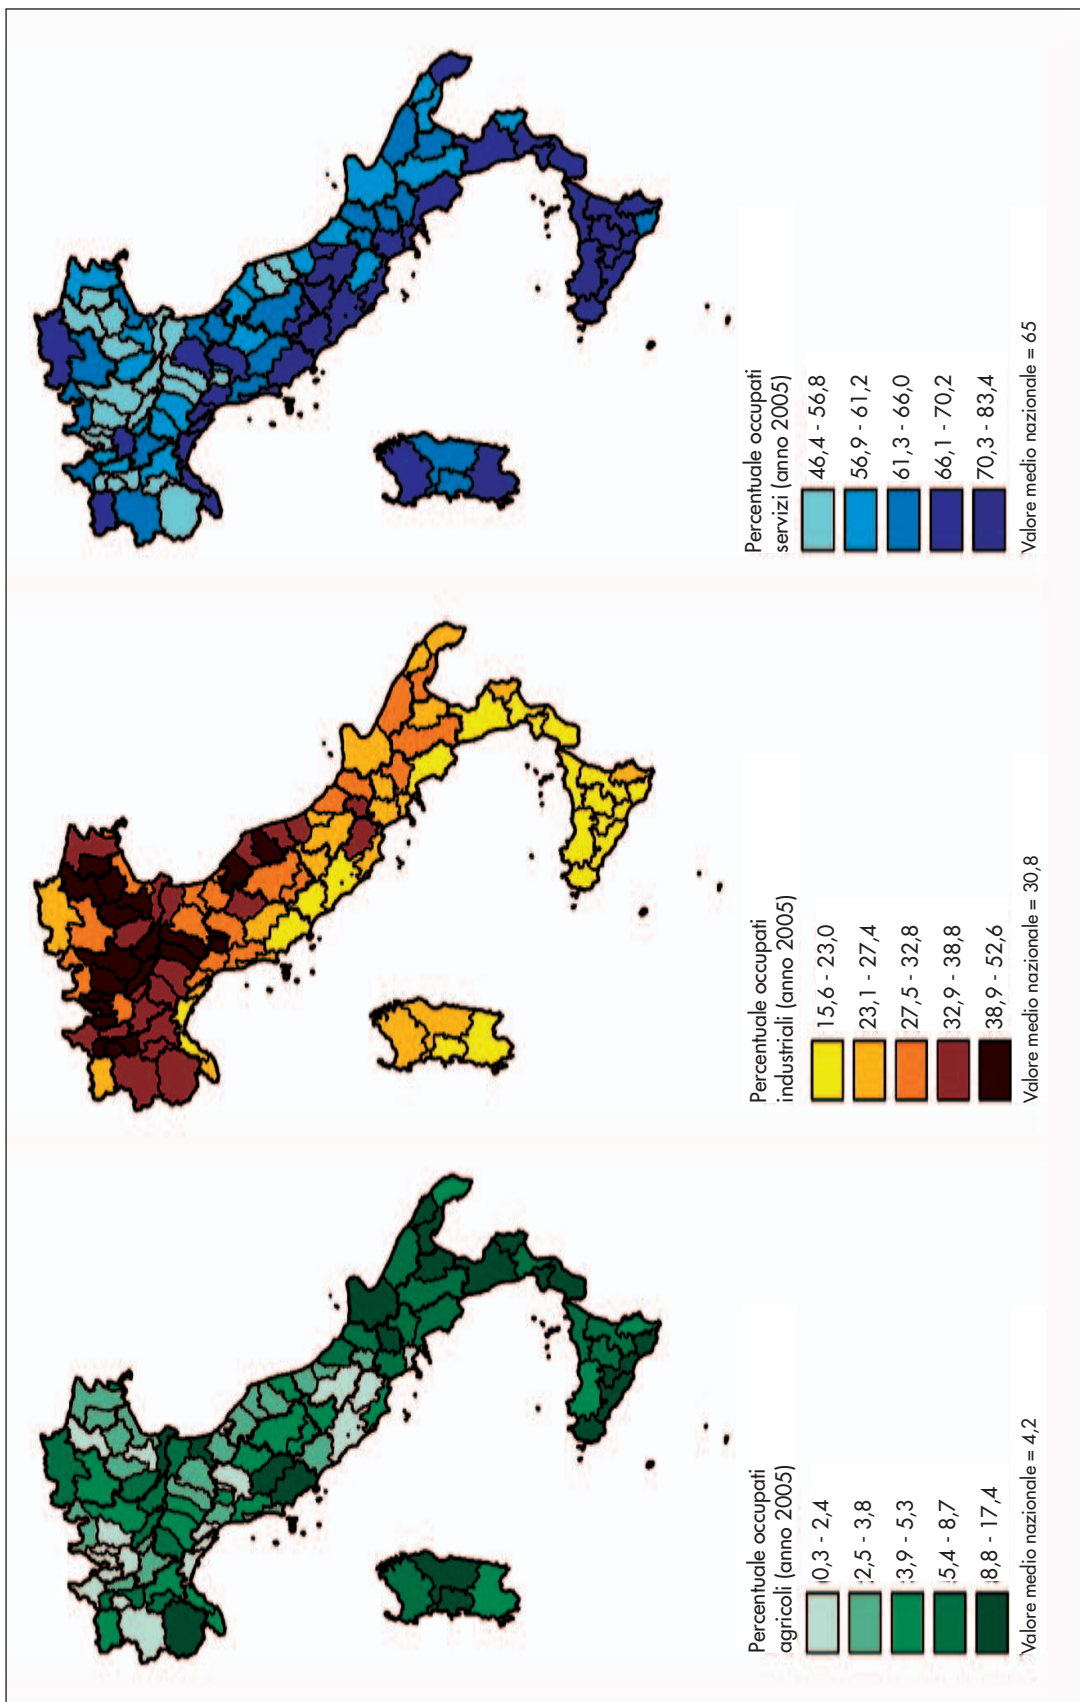 Percentuale occupati
agricoli (anno 2005)
0,3 - 2,4
2,5 - 3,8
3,9 - 5,3
5,4 - 8,7
8,8 - 17,4
Valore medio nazionale = 4,2
Percentuale occupati
industriali (anno 2005)
15,6 - 23,0
23,1 - 27,4
27,5 - 32,8
32,9 - 38,8
38,9 - 52,6
Valore medio nazionale = 30,8
Percentuale occupati
servizi (anno 2005)
46,4 - 56,8
56,9 - 61,2
61,3 - 66,0
66,1 - 70,2
70,3 - 83,4
Valore medio nazionale = 65